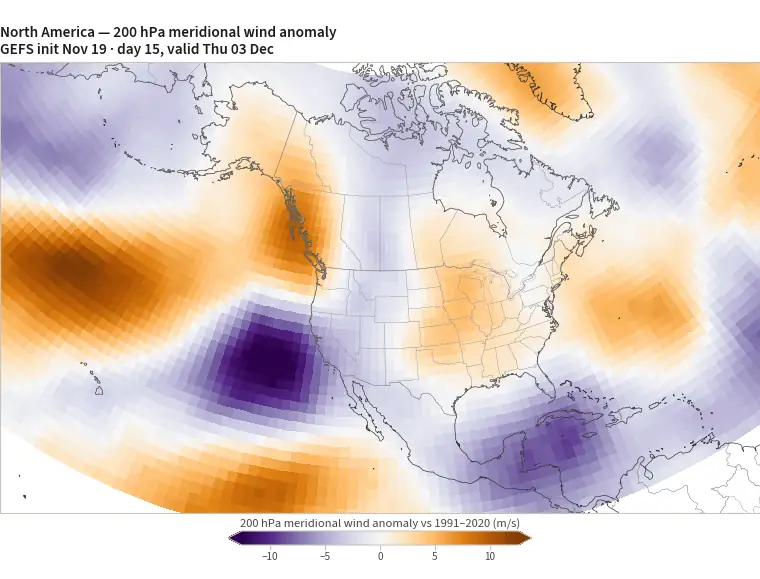 North America — 200 hPa meridional wind anomaly
GEFS init Nov 19 · day 15, valid Thu 03 Dec
200 hPa meridional wind anomaly vs 1991–2020 (m/s)
−10 −5 0 5 10